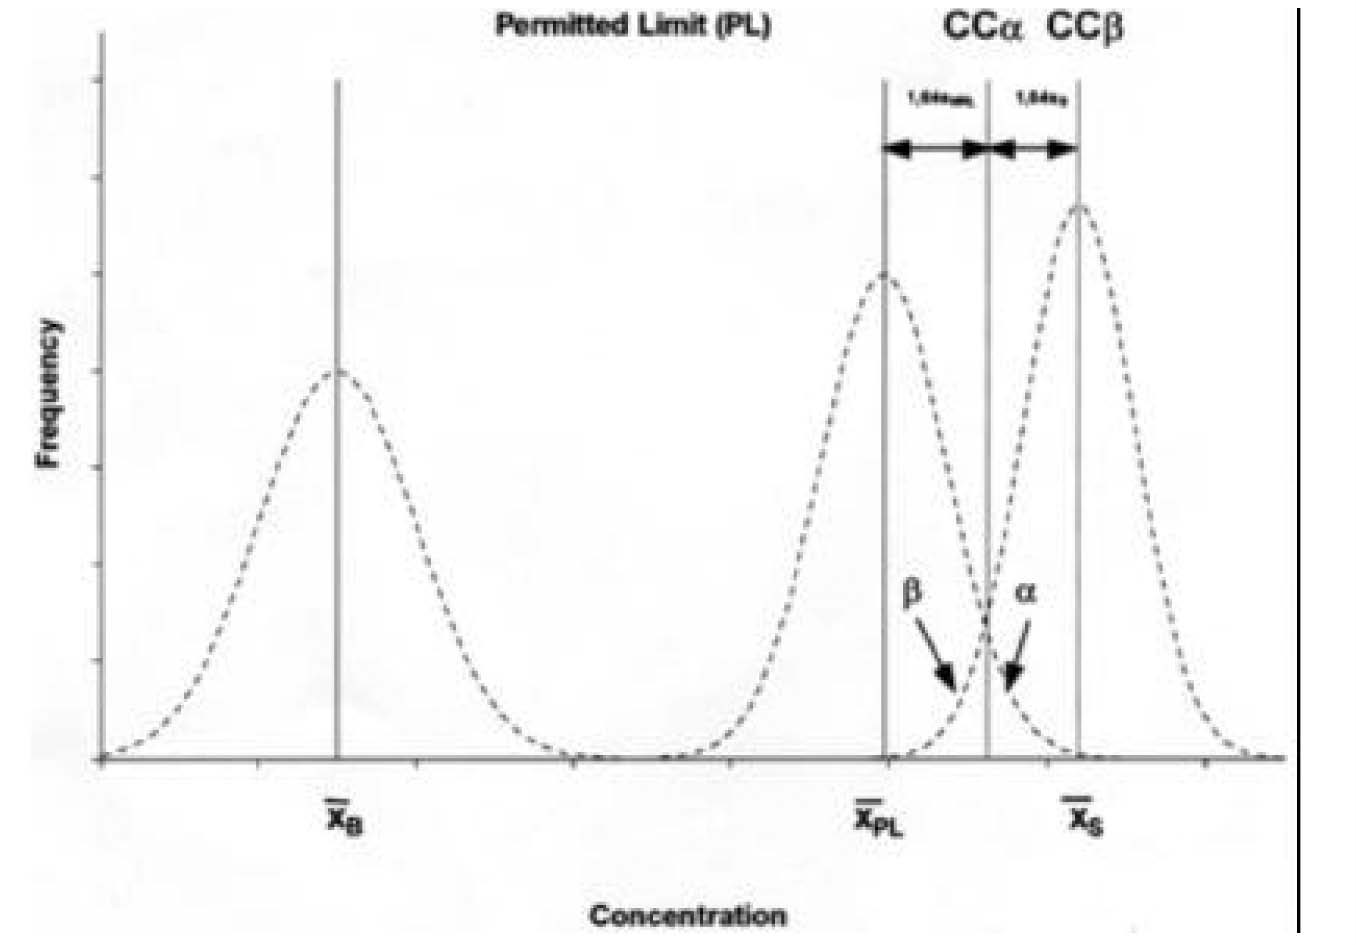 Permitted Limit (PL)
CCα CCβ
Frequency
β
α
x̅B
x̅PL
x̅S
Concentration